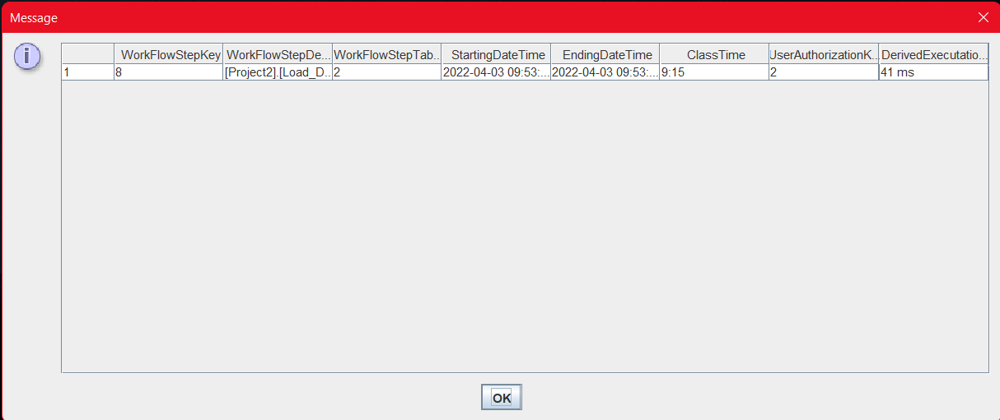 Message
WorkFlowStepKey WorkFlowStepDe... WorkFlowStepTab... StartingDateTime EndingDateTime ClassTime UserAuthorizationK... DerivedExecutatio...
1 8 [Project2].[Load_D... 2 2022-04-03 09:53:... 2022-04-03 09:53:... 9:15 2 41 ms
OK